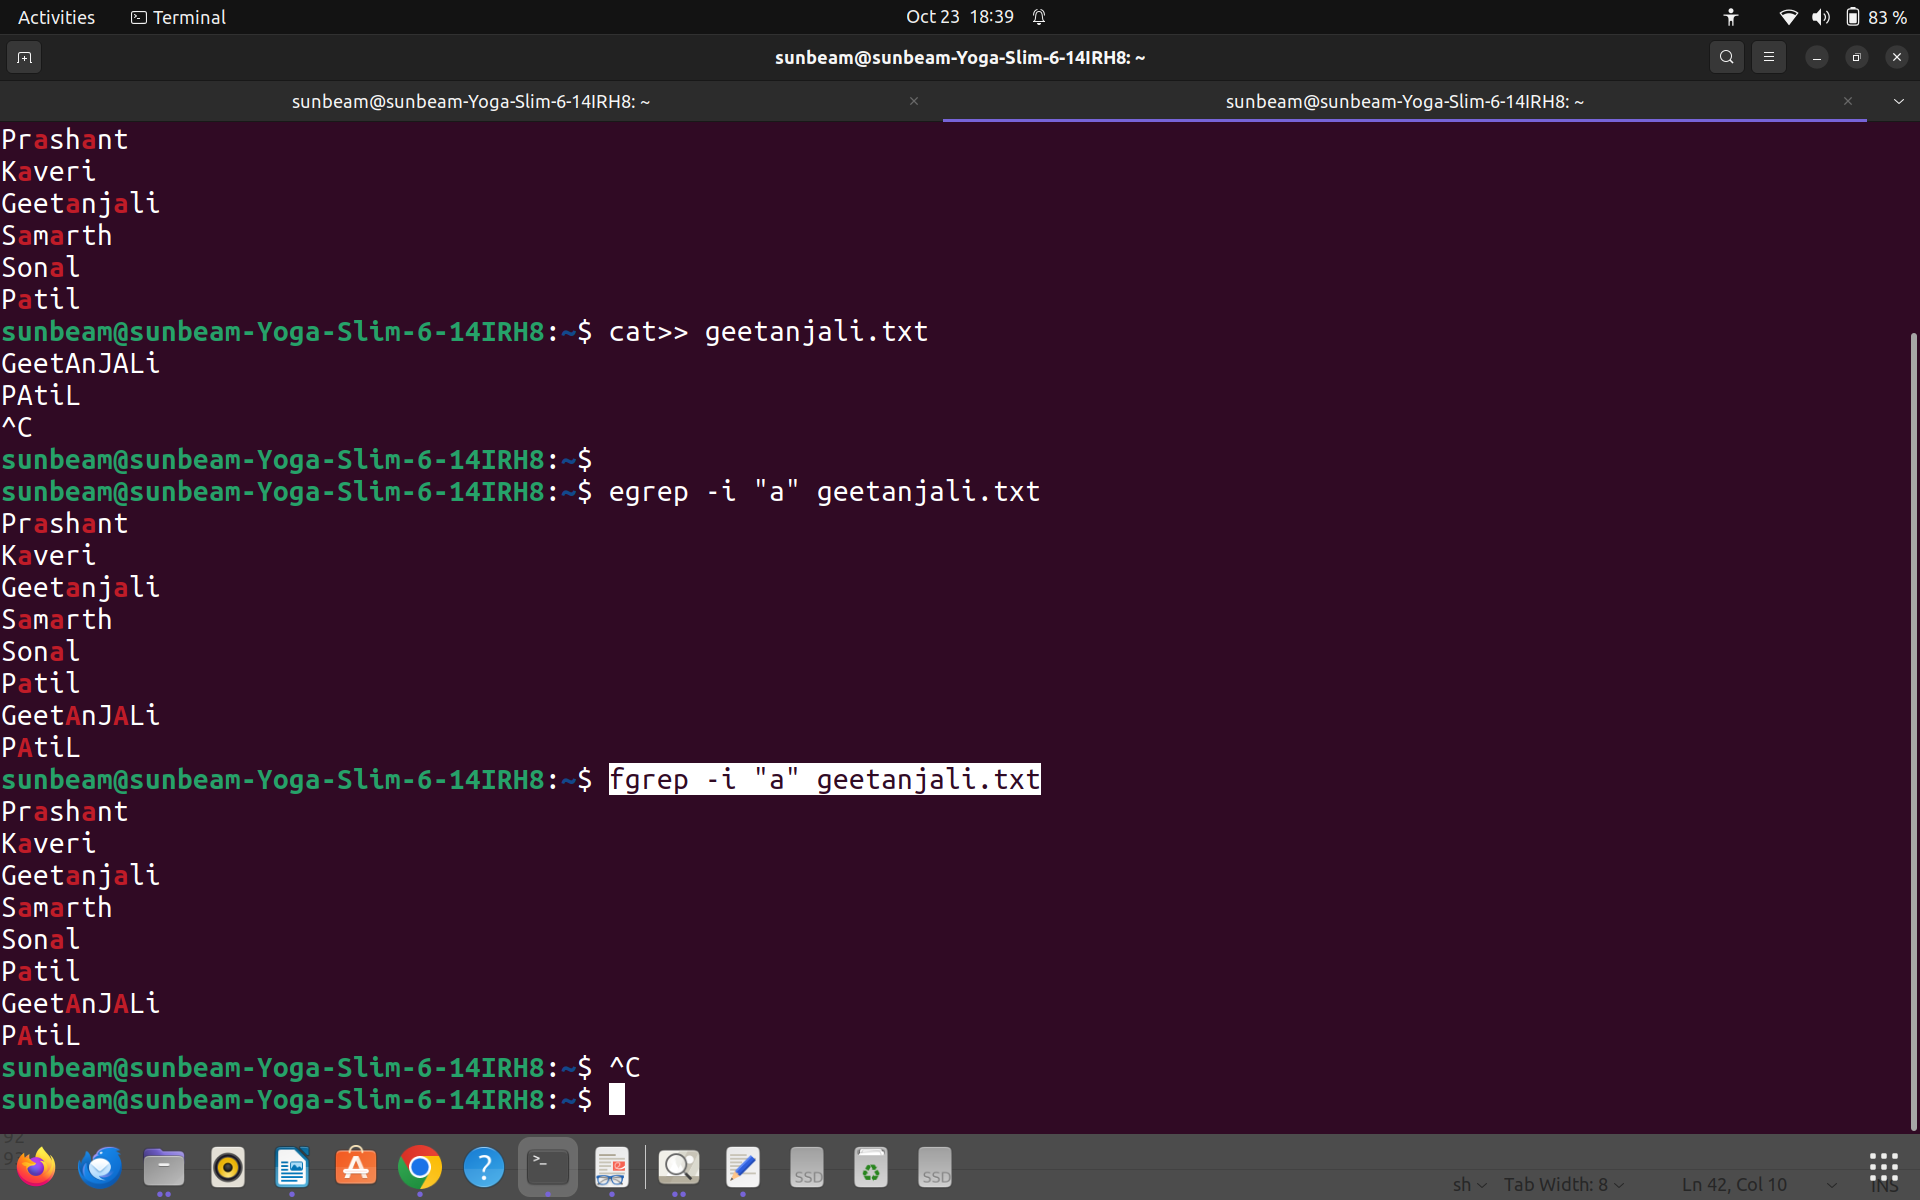 Activities
Terminal
Oct 23 18:39
83 %
sunbeam@sunbeam-Yoga-Slim-6-14IRH8: ~
sunbeam@sunbeam-Yoga-Slim-6-14IRH8: ~
sunbeam@sunbeam-Yoga-Slim-6-14IRH8: ~
Prashant
Kaveri
Geetanjali
Samarth
Sonal
Patil
sunbeam@sunbeam-Yoga-Slim-6-14IRH8:~$ cat>> geetanjali.txt
GeetAnJALi
PAtiL
^C
sunbeam@sunbeam-Yoga-Slim-6-14IRH8:~$
sunbeam@sunbeam-Yoga-Slim-6-14IRH8:~$ egrep -i "a" geetanjali.txt
Prashant
Kaveri
Geetanjali
Samarth
Sonal
Patil
GeetAnJALi
PAtiL
sunbeam@sunbeam-Yoga-Slim-6-14IRH8:~$ fgrep -i "a" geetanjali.txt
Prashant
Kaveri
Geetanjali
Samarth
Sonal
Patil
GeetAnJALi
PAtiL
sunbeam@sunbeam-Yoga-Slim-6-14IRH8:~$ ^C
sunbeam@sunbeam-Yoga-Slim-6-14IRH8:~$
92
SSD
SSD
sh
Tab Width: 8
Ln 42, Col 10
INS